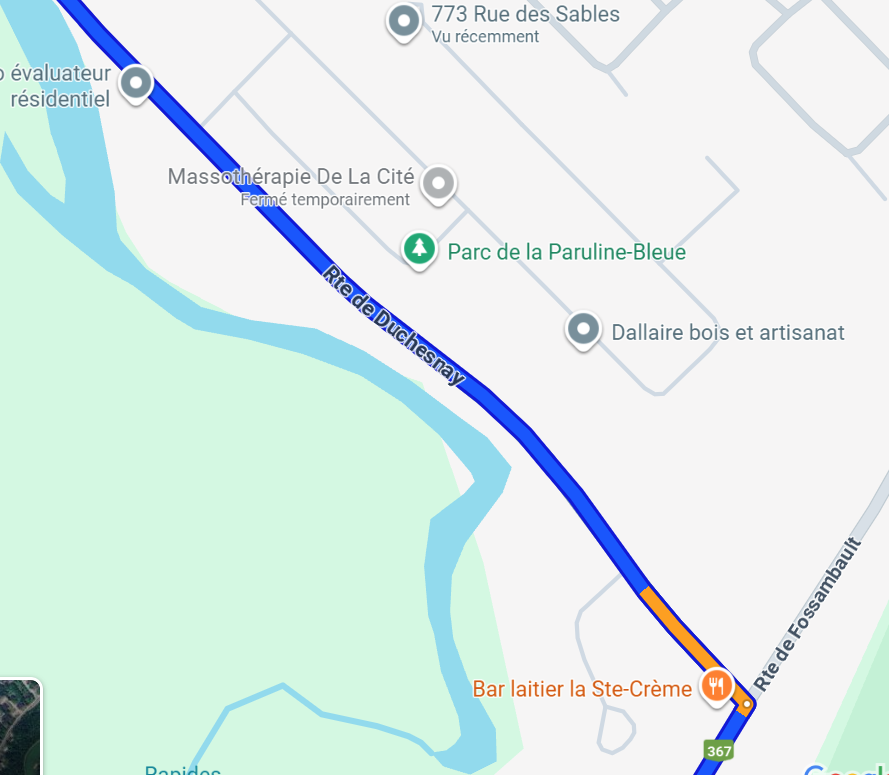 773 Rue des Sables
Vu récemment
évaluateur
résidentiel
Massothérapie De La Cité
Fermé temporairement
Parc de la Paruline-Bleue
Rte de Duchesnay
Dallaire bois et artisanat
Rte de Fossambault
Bar laitier la Ste-Crème
367
Rapides